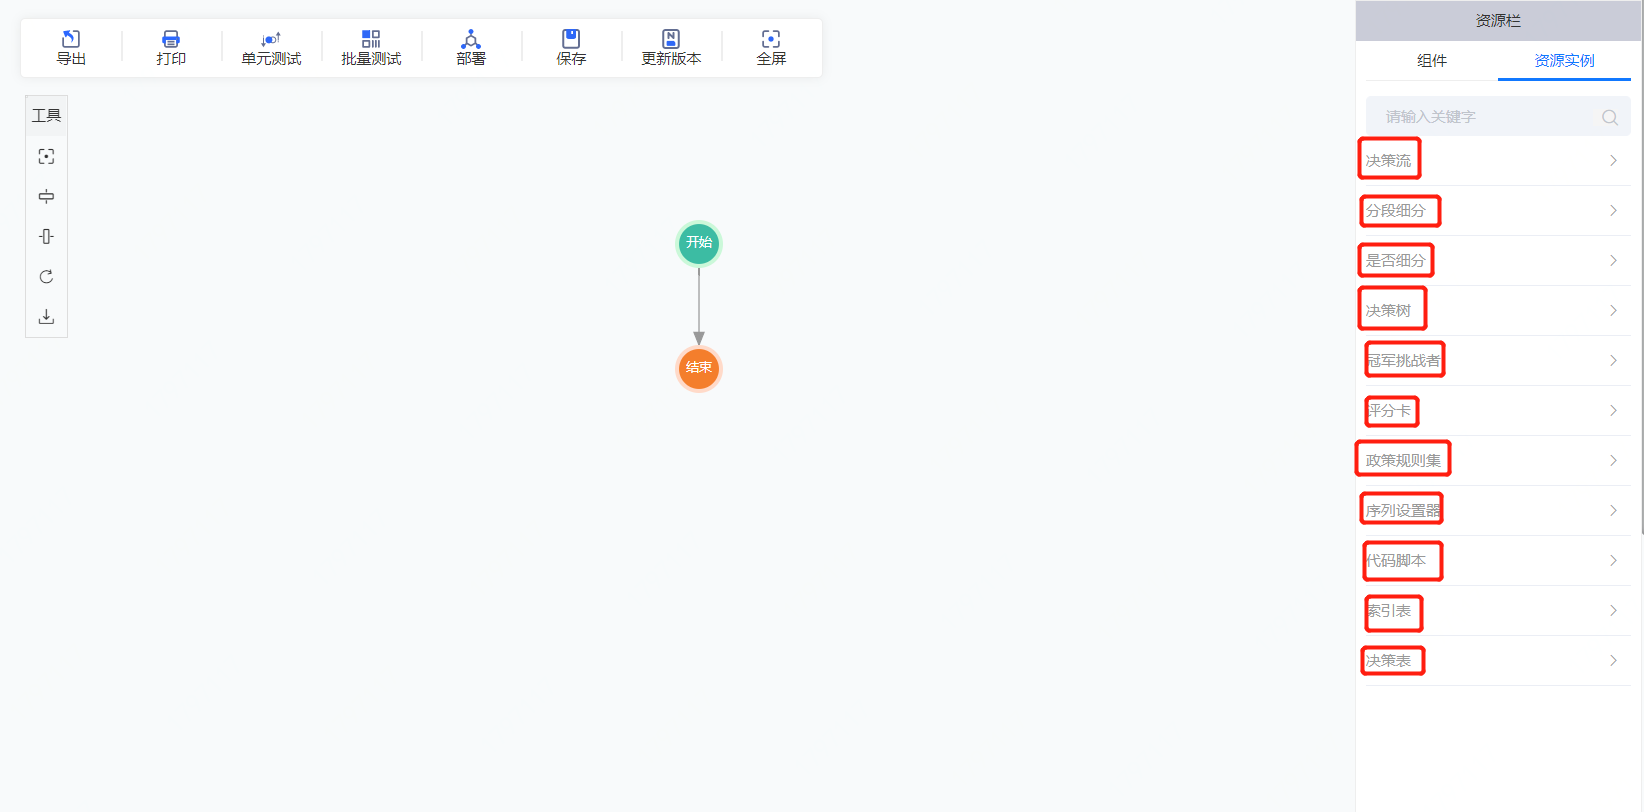 导出
打印
单元测试
批量测试
部署
保存
更新版本
全屏
工具
开始
结束
资源栏
组件
资源实例
请输入关键字
决策流
分段细分
是否细分
决策树
冠军挑战者
评分卡
政策规则集
序列设置器
代码脚本
索引表
决策表